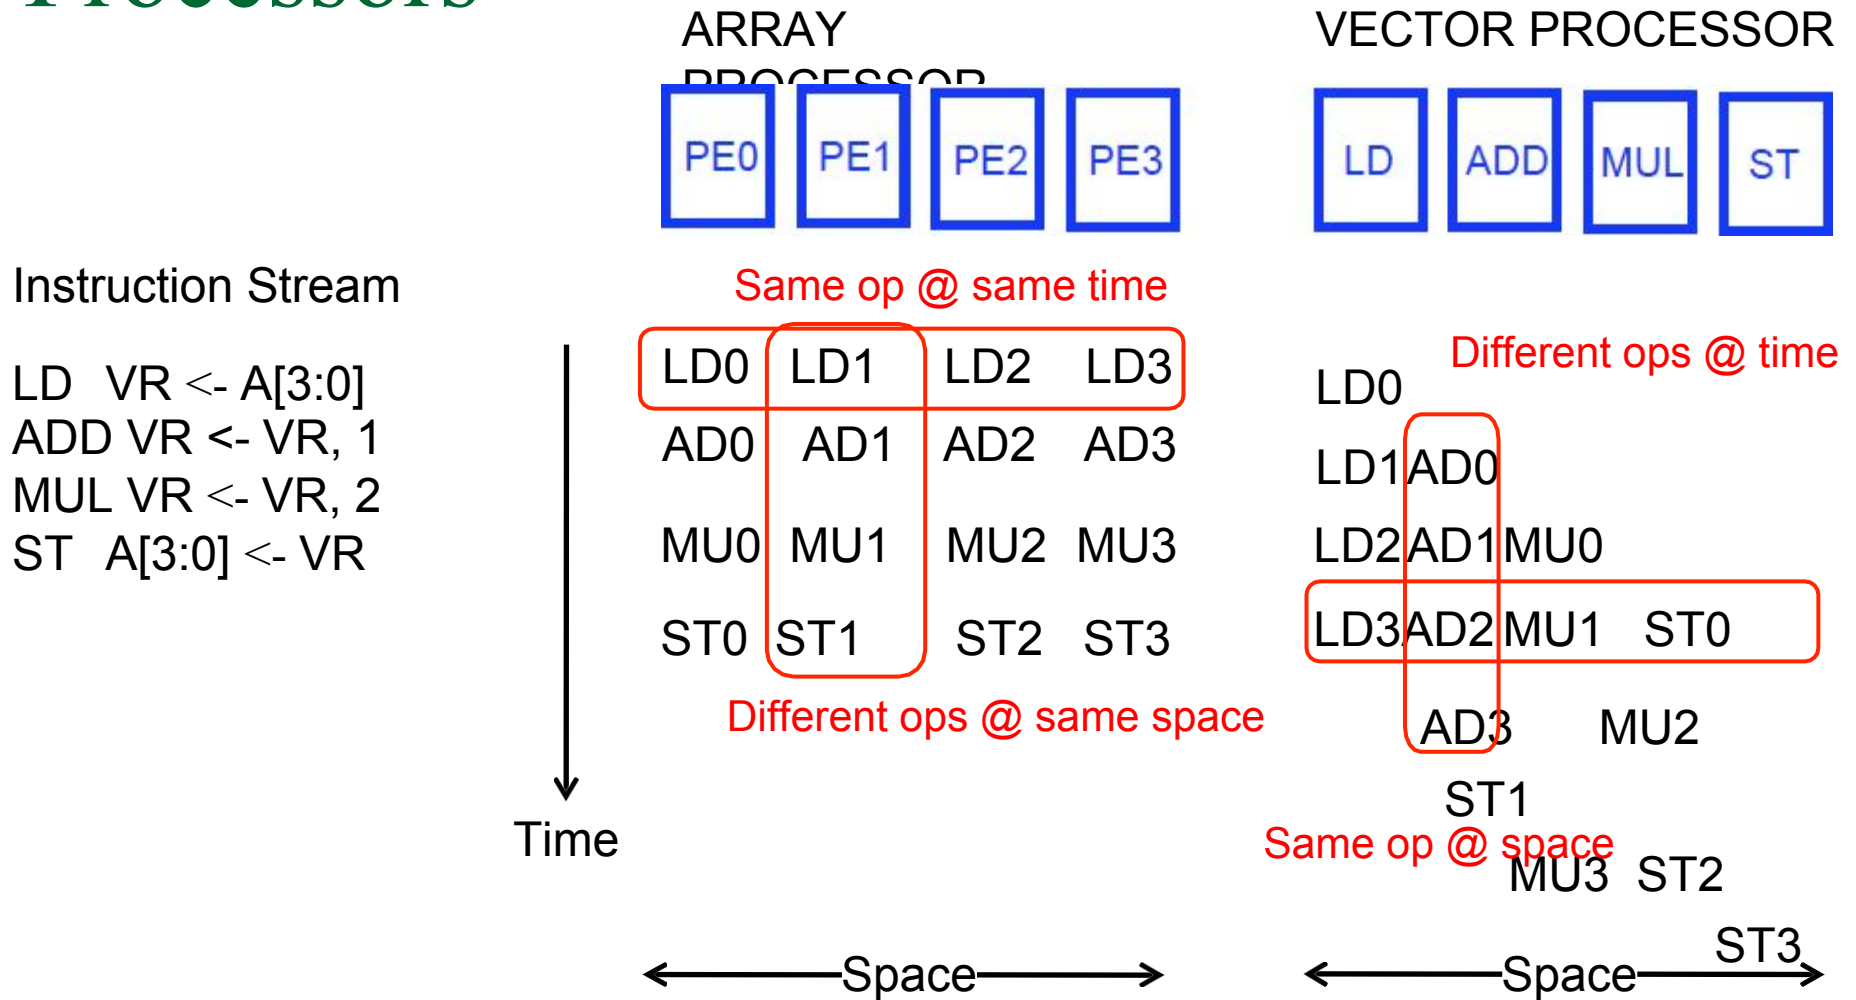 Processors
ARRAY
PROCESSOR
VECTOR PROCESSOR
PE0 PE1 PE2 PE3
LD ADD MUL ST
Instruction Stream
LD VR <- A[3:0]
ADD VR <- VR, 1
MUL VR <- VR, 2
ST A[3:0] <- VR
Time
Same op @ same time
LD0 LD1 LD2 LD3
AD0 AD1 AD2 AD3
MU0 MU1 MU2 MU3
ST0 ST1 ST2 ST3
Different ops @ same space
Space
Different ops @ time
LD0
LD1 AD0
LD2 AD1 MU0
LD3 AD2 MU1 ST0
AD3 MU2
ST1
Same op @ space
MU3 ST2
ST3
Space